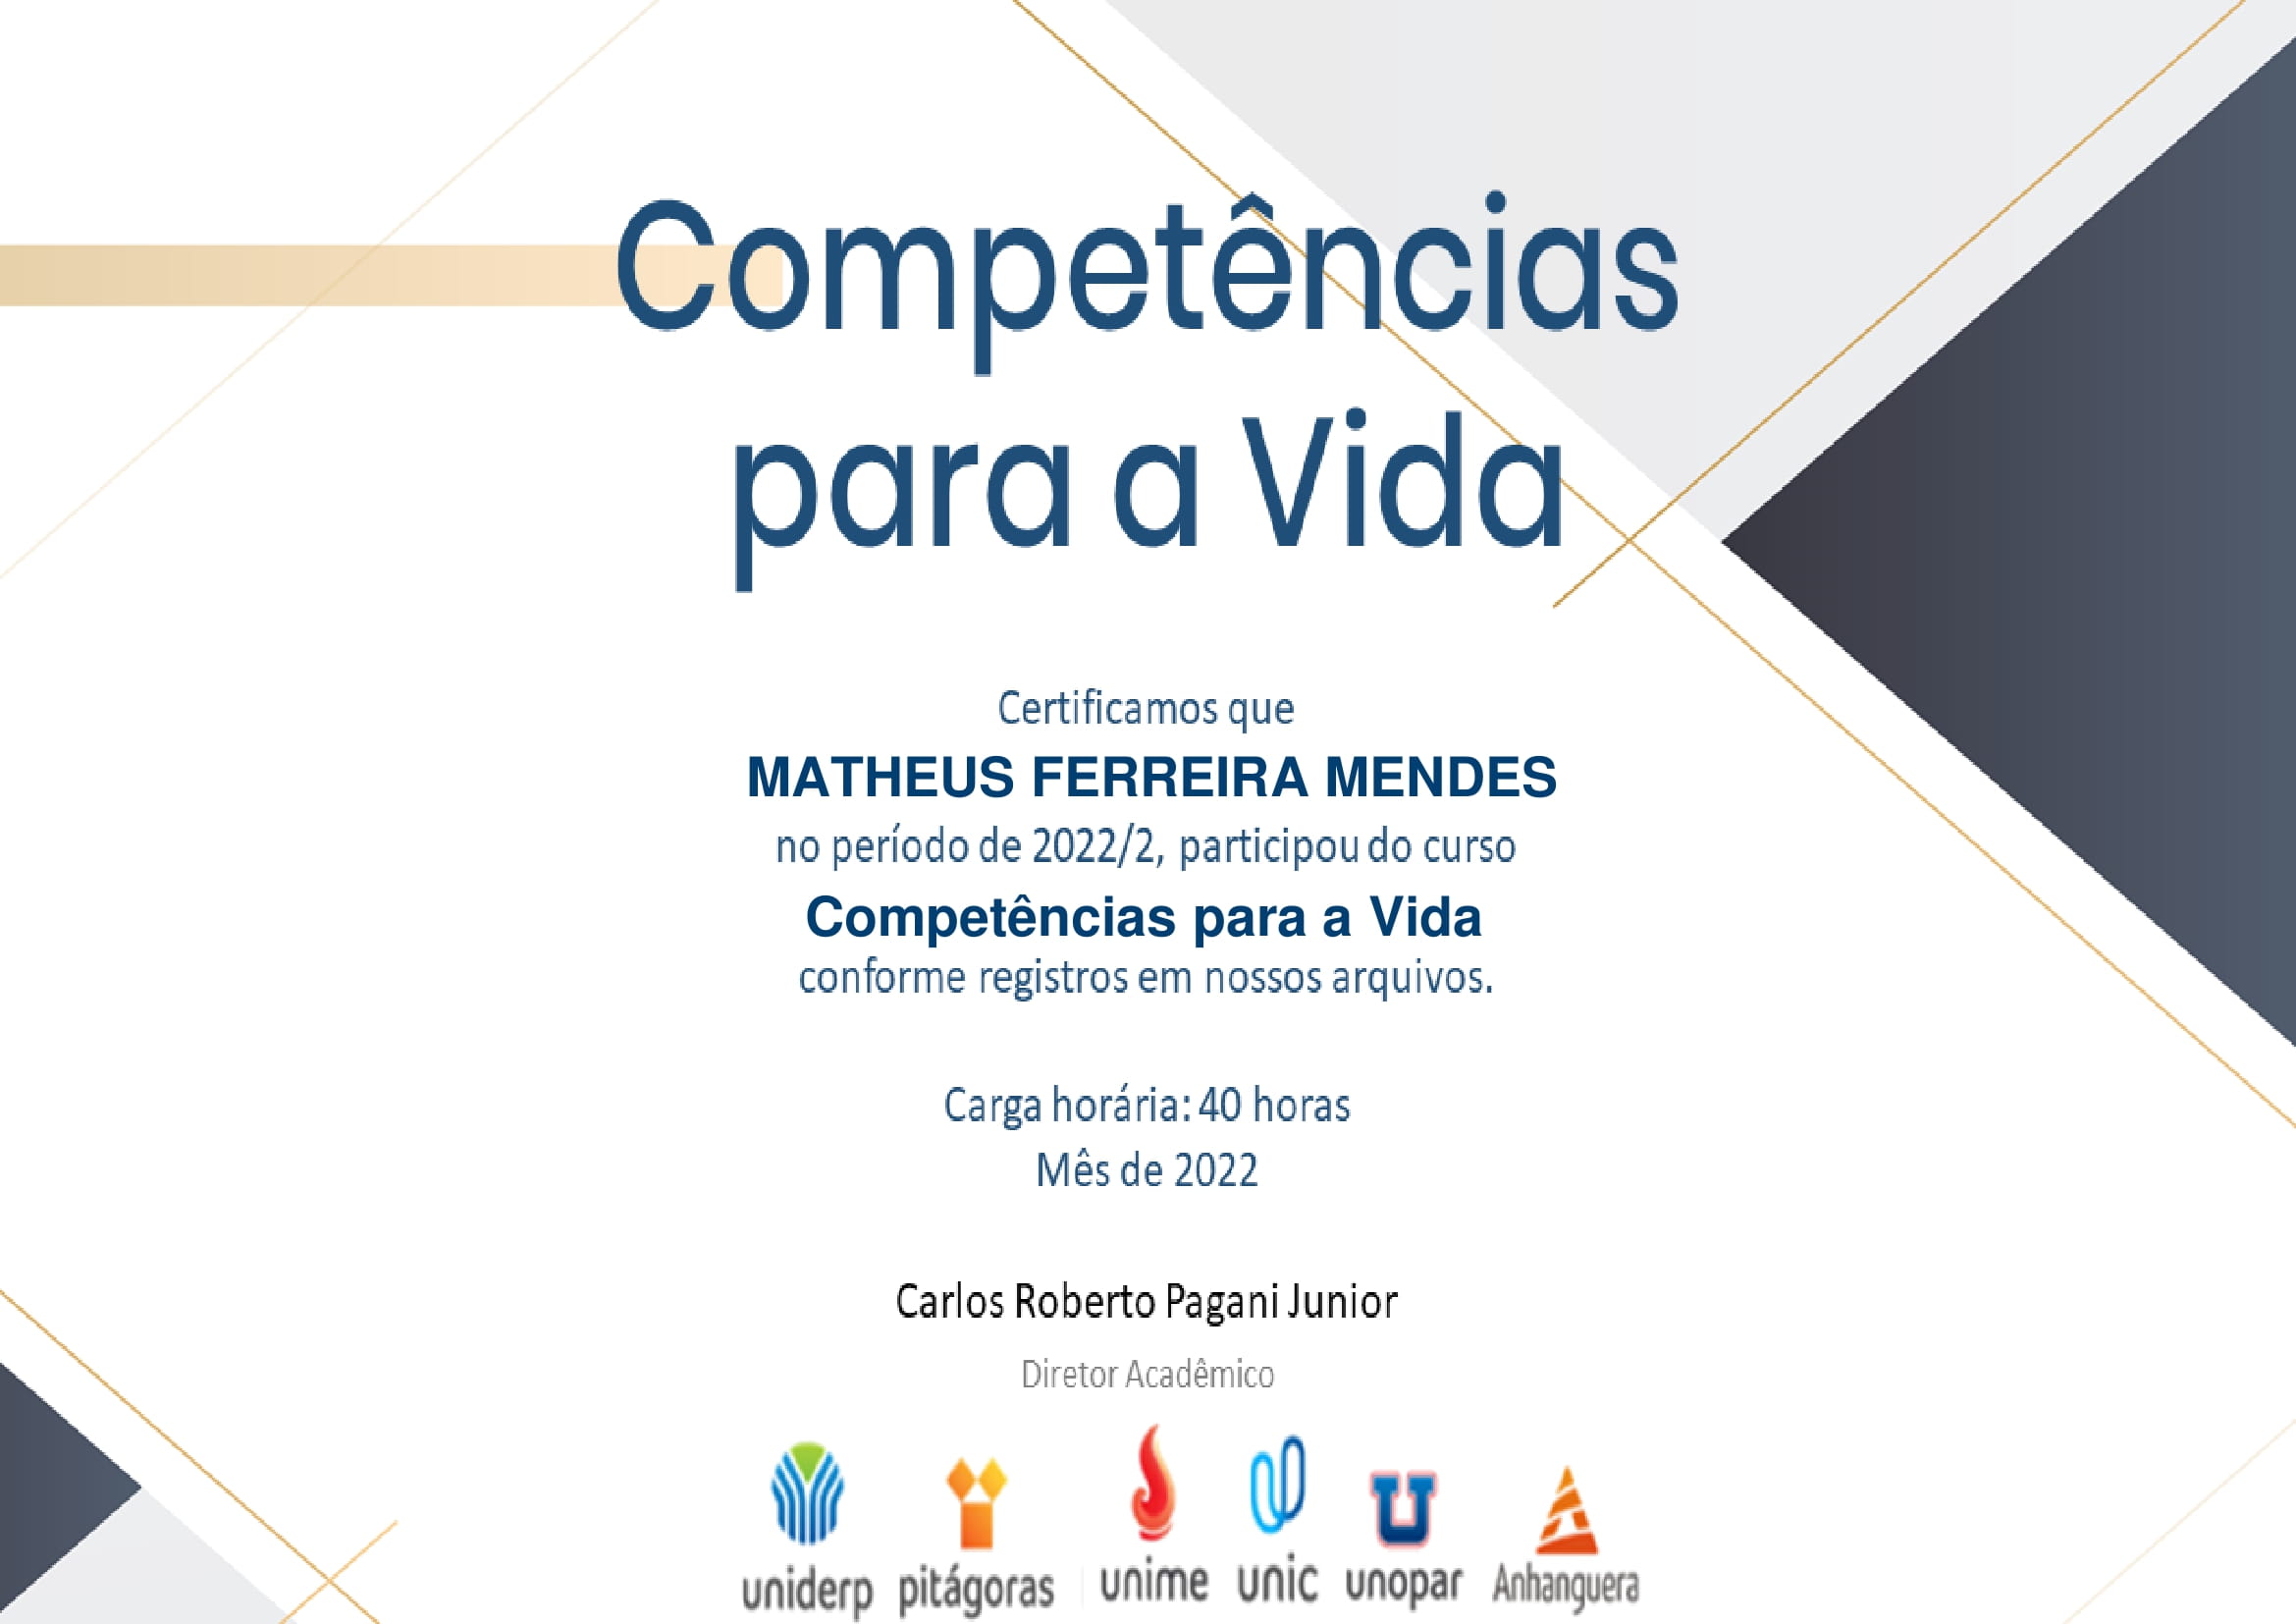 Competências
para a Vida
Certificamos que
MATHEUS FERREIRA MENDES
no período de 2022/2, participou do curso
Competências para a Vida
conforme registros em nossos arquivos.
Carga horária: 40 horas
Mês de 2022
Carlos Roberto Pagani Junior
Diretor Acadêmico
uniderp pitágoras unime unic unopar Anhanguera